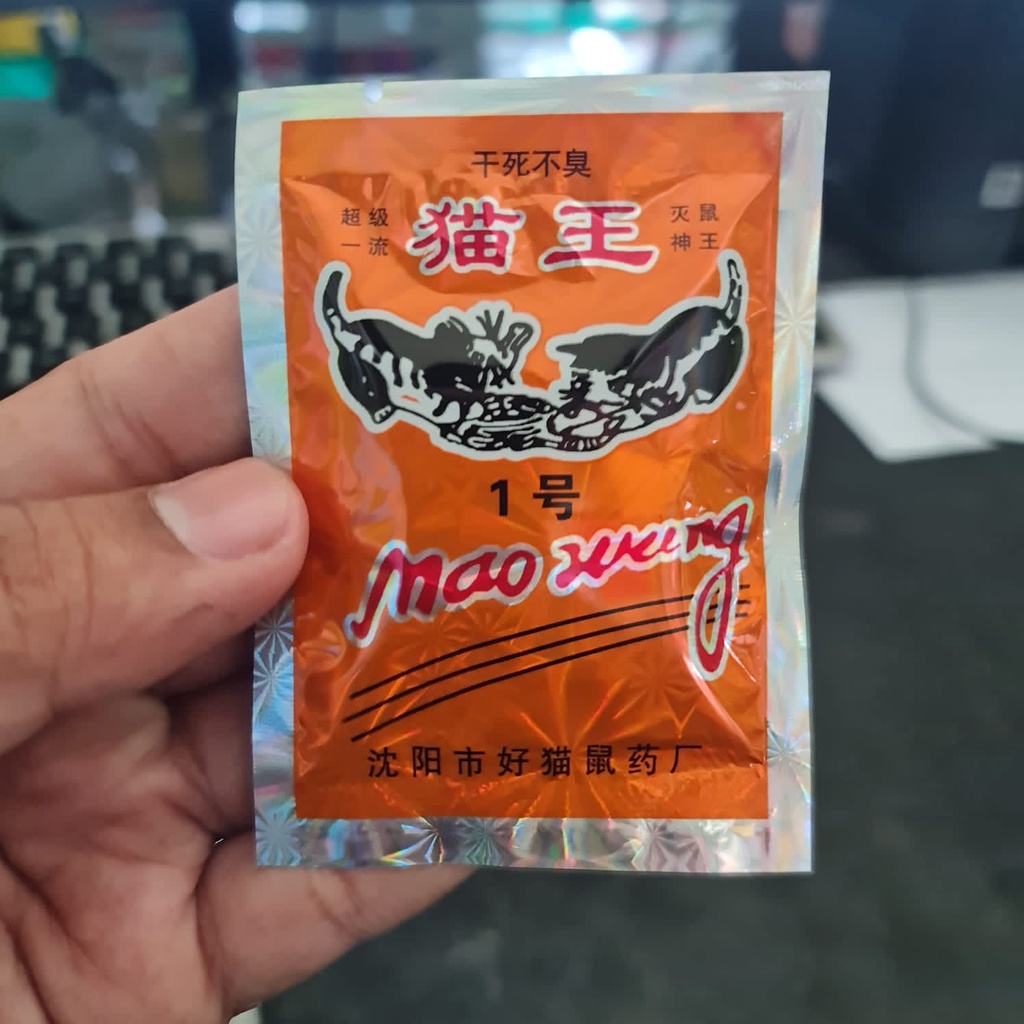 干死不臭
超级
一流
猫王
灭鼠
神王
1号
Mao wang
沈阳市好猫鼠药厂